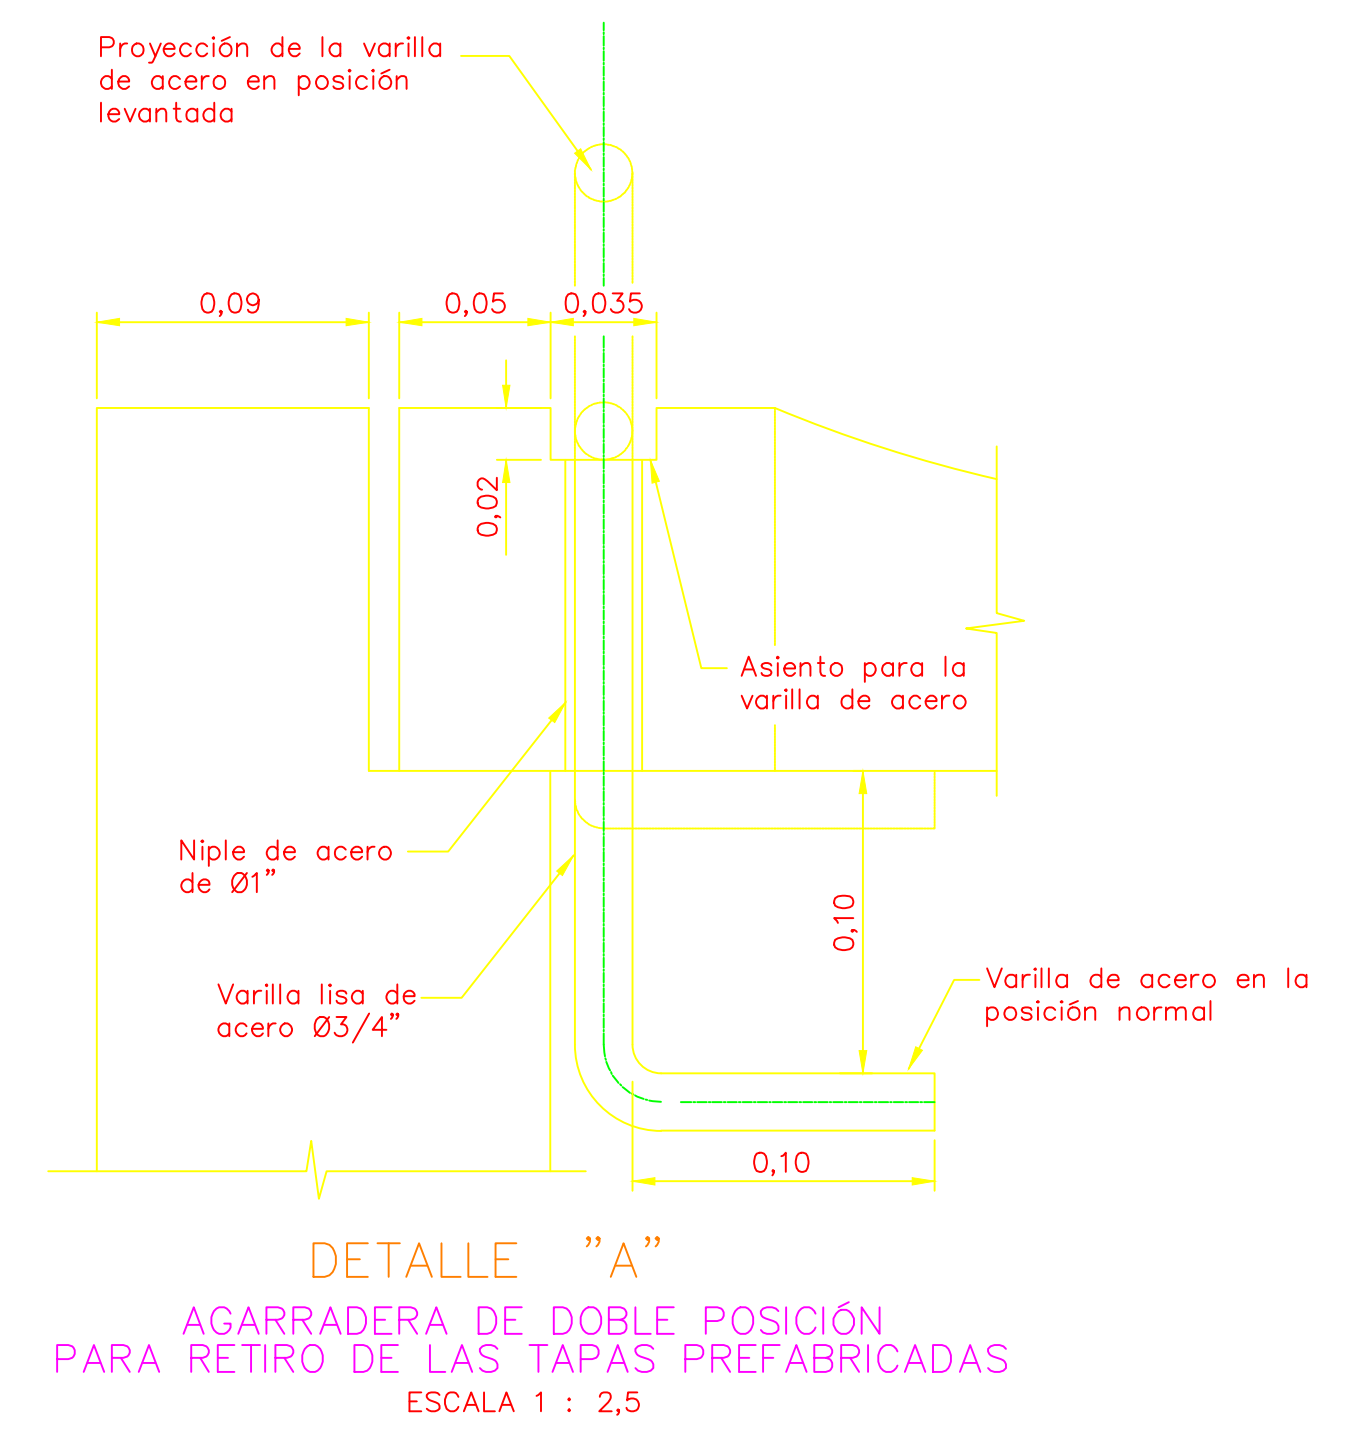 Proyección de la varilla
de acero en posición
levantada
0,09
0,05
0,035
0,02
Asiento para la
varilla de acero
Niple de acero
de Ø1”
0,10
Varilla lisa de
acero Ø3/4”
Varilla de acero en la
posición normal
0,10
DETALLE ”A”
AGARRADERA DE DOBLE POSICIÓN
PARA RETIRO DE LAS TAPAS PREFABRICADAS
ESCALA 1 : 2,5